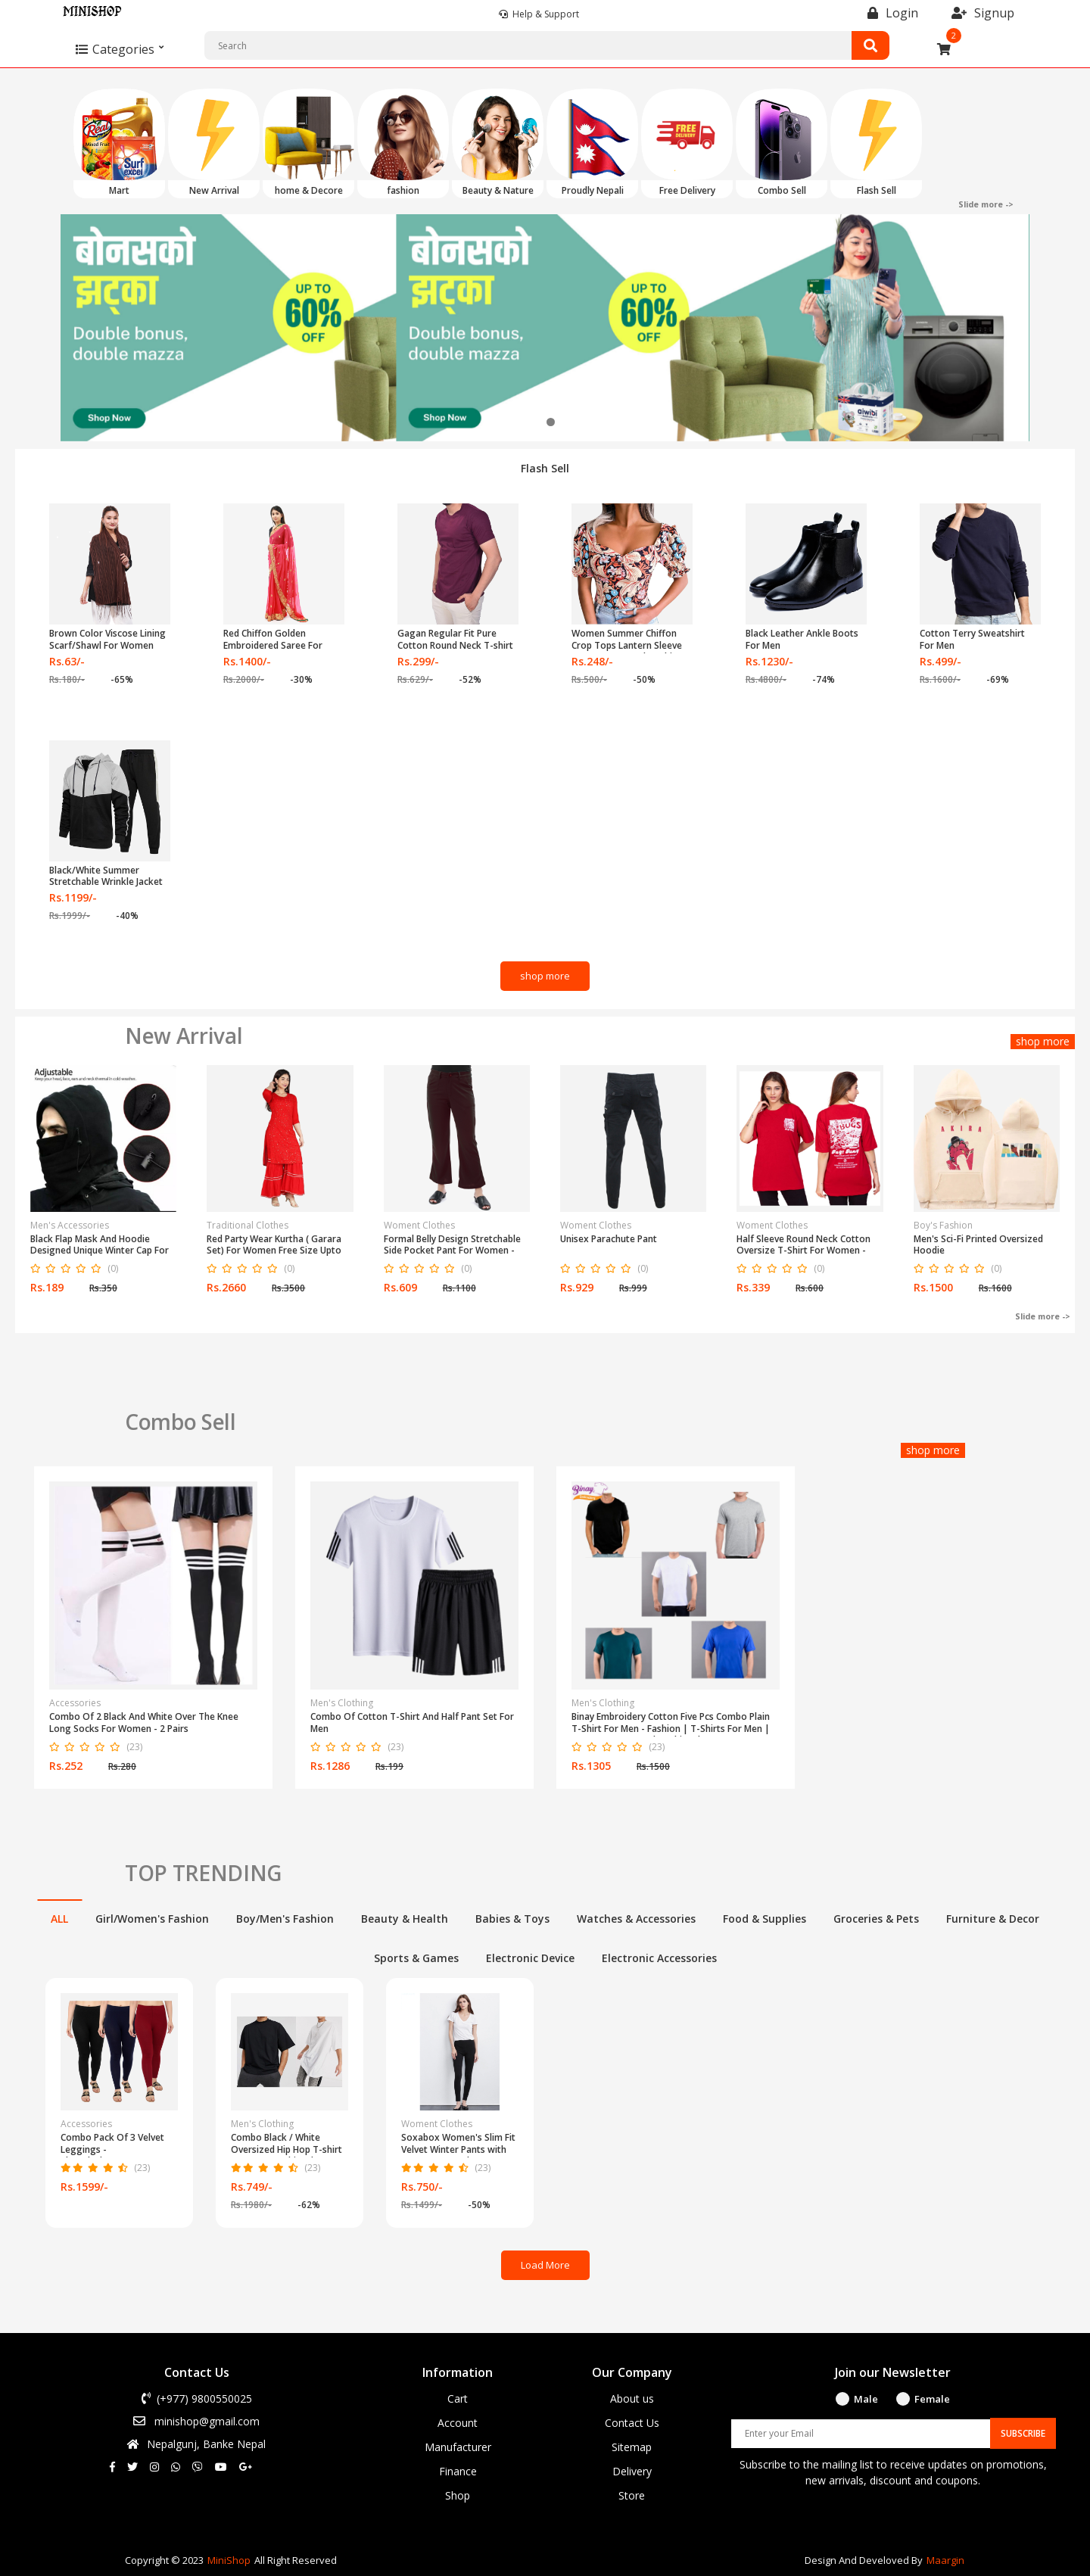 MINISHOP
Help & Support
Login
Signup
Categories
Search
2
Real
Mixed Fruit
Surf excel
FREE DELIVERY
Mart
New Arrival
home & Decore
fashion
Beauty & Nature
Proudly Nepali
Free Delivery
Combo Sell
Flash Sell
Slide more ->
बोनसको
झट्का
Double bonus,
double mazza
UP TO
60%
OFF
Shop Now
बोनसको
झट्का
Double bonus,
double mazza
UP TO
60%
OFF
Shop Now
aiwibi
Flash Sell
Brown Color Viscose Lining
Scarf/Shawl For Women
Rs.63/-
Rs.180/- -65%
Red Chiffon Golden
Embroidered Saree For
Rs.1400/-
Rs.2000/- -30%
Gagan Regular Fit Pure
Cotton Round Neck T-shirt
Rs.299/-
Rs.629/- -52%
Women Summer Chiffon
Crop Tops Lantern Sleeve
Rs.248/-
Rs.500/- -50%
Black Leather Ankle Boots
For Men
Rs.1230/-
Rs.4800/- -74%
Cotton Terry Sweatshirt
For Men
Rs.499/-
Rs.1600/- -69%
Black/White Summer
Stretchable Wrinkle Jacket
Rs.1199/-
Rs.1999/- -40%
shop more
New Arrival
shop more
Adjustable
Men's Accessories
Black Flap Mask And Hoodie
Designed Unique Winter Cap For
(0)
Rs.189 Rs.350
Traditional Clothes
Red Party Wear Kurtha ( Garara
Set) For Women Free Size Upto
(0)
Rs.2660 Rs.3500
Woment Clothes
Formal Belly Design Stretchable
Side Pocket Pant For Women -
(0)
Rs.609 Rs.1100
Woment Clothes
Unisex Parachute Pant
(0)
Rs.929 Rs.999
Woment Clothes
Half Sleeve Round Neck Cotton
Oversize T-Shirt For Women -
(0)
Rs.339 Rs.600
AKIRA
Boy's Fashion
Men's Sci-Fi Printed Oversized
Hoodie
(0)
Rs.1500 Rs.1600
Slide more ->
Combo Sell
shop more
Accessories
Combo Of 2 Black And White Over The Knee
Long Socks For Women - 2 Pairs
(23)
Rs.252 Rs.280
Men's Clothing
Combo Of Cotton T-Shirt And Half Pant Set For
Men
(23)
Rs.1286 Rs.199
Binay
Men's Clothing
Binay Embroidery Cotton Five Pcs Combo Plain
T-Shirt For Men - Fashion | T-Shirts For Men |
(23)
Rs.1305 Rs.1500
TOP TRENDING
ALL Girl/Women's Fashion Boy/Men's Fashion Beauty & Health Babies & Toys Watches & Accessories Food & Supplies Groceries & Pets Furniture & Decor
Sports & Games Electronic Device Electronic Accessories
Accessories
Combo Pack Of 3 Velvet
Leggings -
(23)
Rs.1599/-
Men's Clothing
Combo Black / White
Oversized Hip Hop T-shirt
(23)
Rs.749/-
Rs.1980/- -62%
Woment Clothes
Soxabox Women's Slim Fit
Velvet Winter Pants with
(23)
Rs.750/-
Rs.1499/- -50%
Load More
Contact Us
(+977) 9800550025
minishop@gmail.com
Nepalgunj, Banke Nepal
Information
Cart
Account
Manufacturer
Finance
Shop
Our Company
About us
Contact Us
Sitemap
Delivery
Store
Join our Newsletter
Male Female
Enter your Email SUBSCRIBE
Subscribe to the mailing list to receive updates on promotions,
new arrivals, discount and coupons.
Copyright © 2023 MiniShop All Right Reserved
Design And Develoved By Maargin